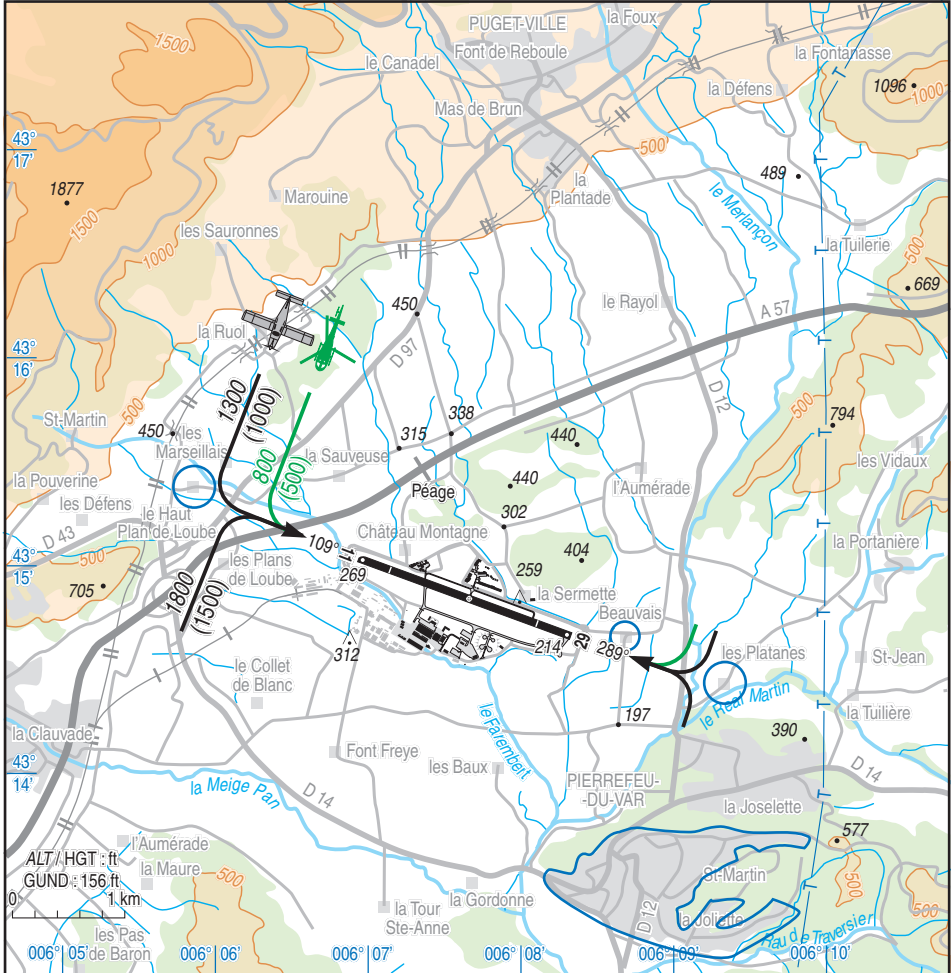 PUGET-VILLE
la Foux
1500
Font de Reboule
la Fontanasse
le Canadel
1096
la Défens
1000
Mas de Brun
43°
17'
500
489
1877
la
Plantade
Marouine
le Merlançon
1500
les Sauronnes
la Tuilerie
1000
500
669
450
le Rayol
A 57
la Ruol
D 97
43°
16'
D 12
1300
(1000)
500
500
794
St-Martin
338
450
les
Marseillais
315
440
la Sauveuse
800
(500)
les Vidaux
la Pouverine
440
l'Aumérade
Péage
les Défens
le Haut
Plan de Loube
302
D 43
Château Montagne
la Portanière
109°
11
404
43°
15'
500
les Plans
de Loube
269
259
705
la Sermette
1800
(1500)
Beauvais
29
214
289°
312
les Platanes
St-Jean
le Collet
de Blanc
le Réal Martin
197
la Tuilière
la Clauvade
le Farembert
390
Font Freye
43°
14'
les Baux
D 14
la Meige Pan
D 14
PIERREFEU-
-DU-VAR
la Joselette
577
l'Aumérade
ALT / HGT : ft
la Maure
GUND : 156 ft
500
St-Martin
500
500
0
1 km
la Gordonne
la Tour
Ste-Anne
D 12
la Joliette
les Pas
de Baron
Rau de Traversier
006° 05'
006° 06'
006° 07'
006° 08'
006° 09'
006° 10'